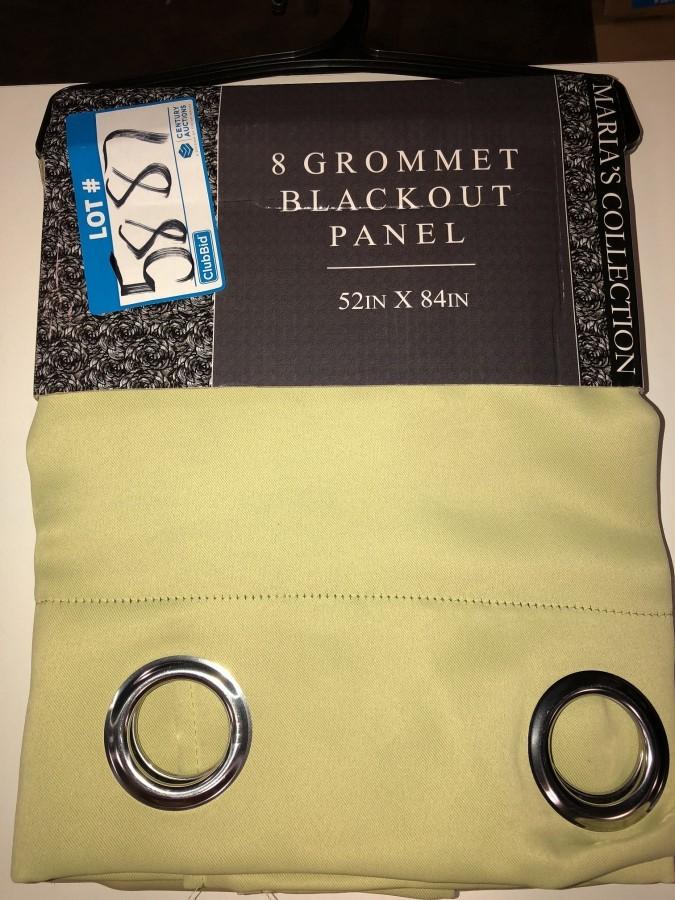 LOT #
5887
CENTURY
AUCTIONS
ClubBid
8 GROMMET
BLACKOUT
PANEL
52IN X 84IN
MARIA'S COLLECTION